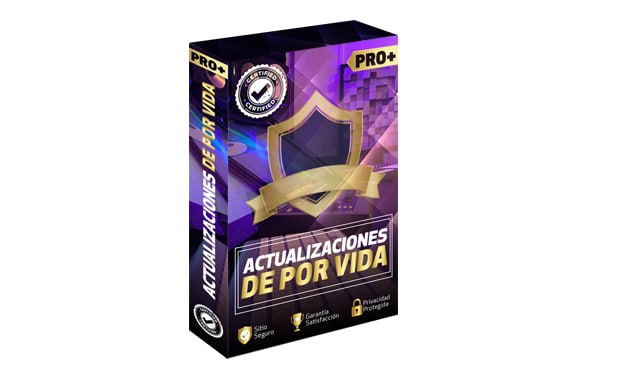 PRO+
ACTUALIZACIONES DE POR VIDA
PRO+
CERTIFIED
CERTIFIED
ACTUALIZACIONES
DE POR VIDA
Sitio
Seguro
Garantía
Satisfacción
Privacidad
Protegida